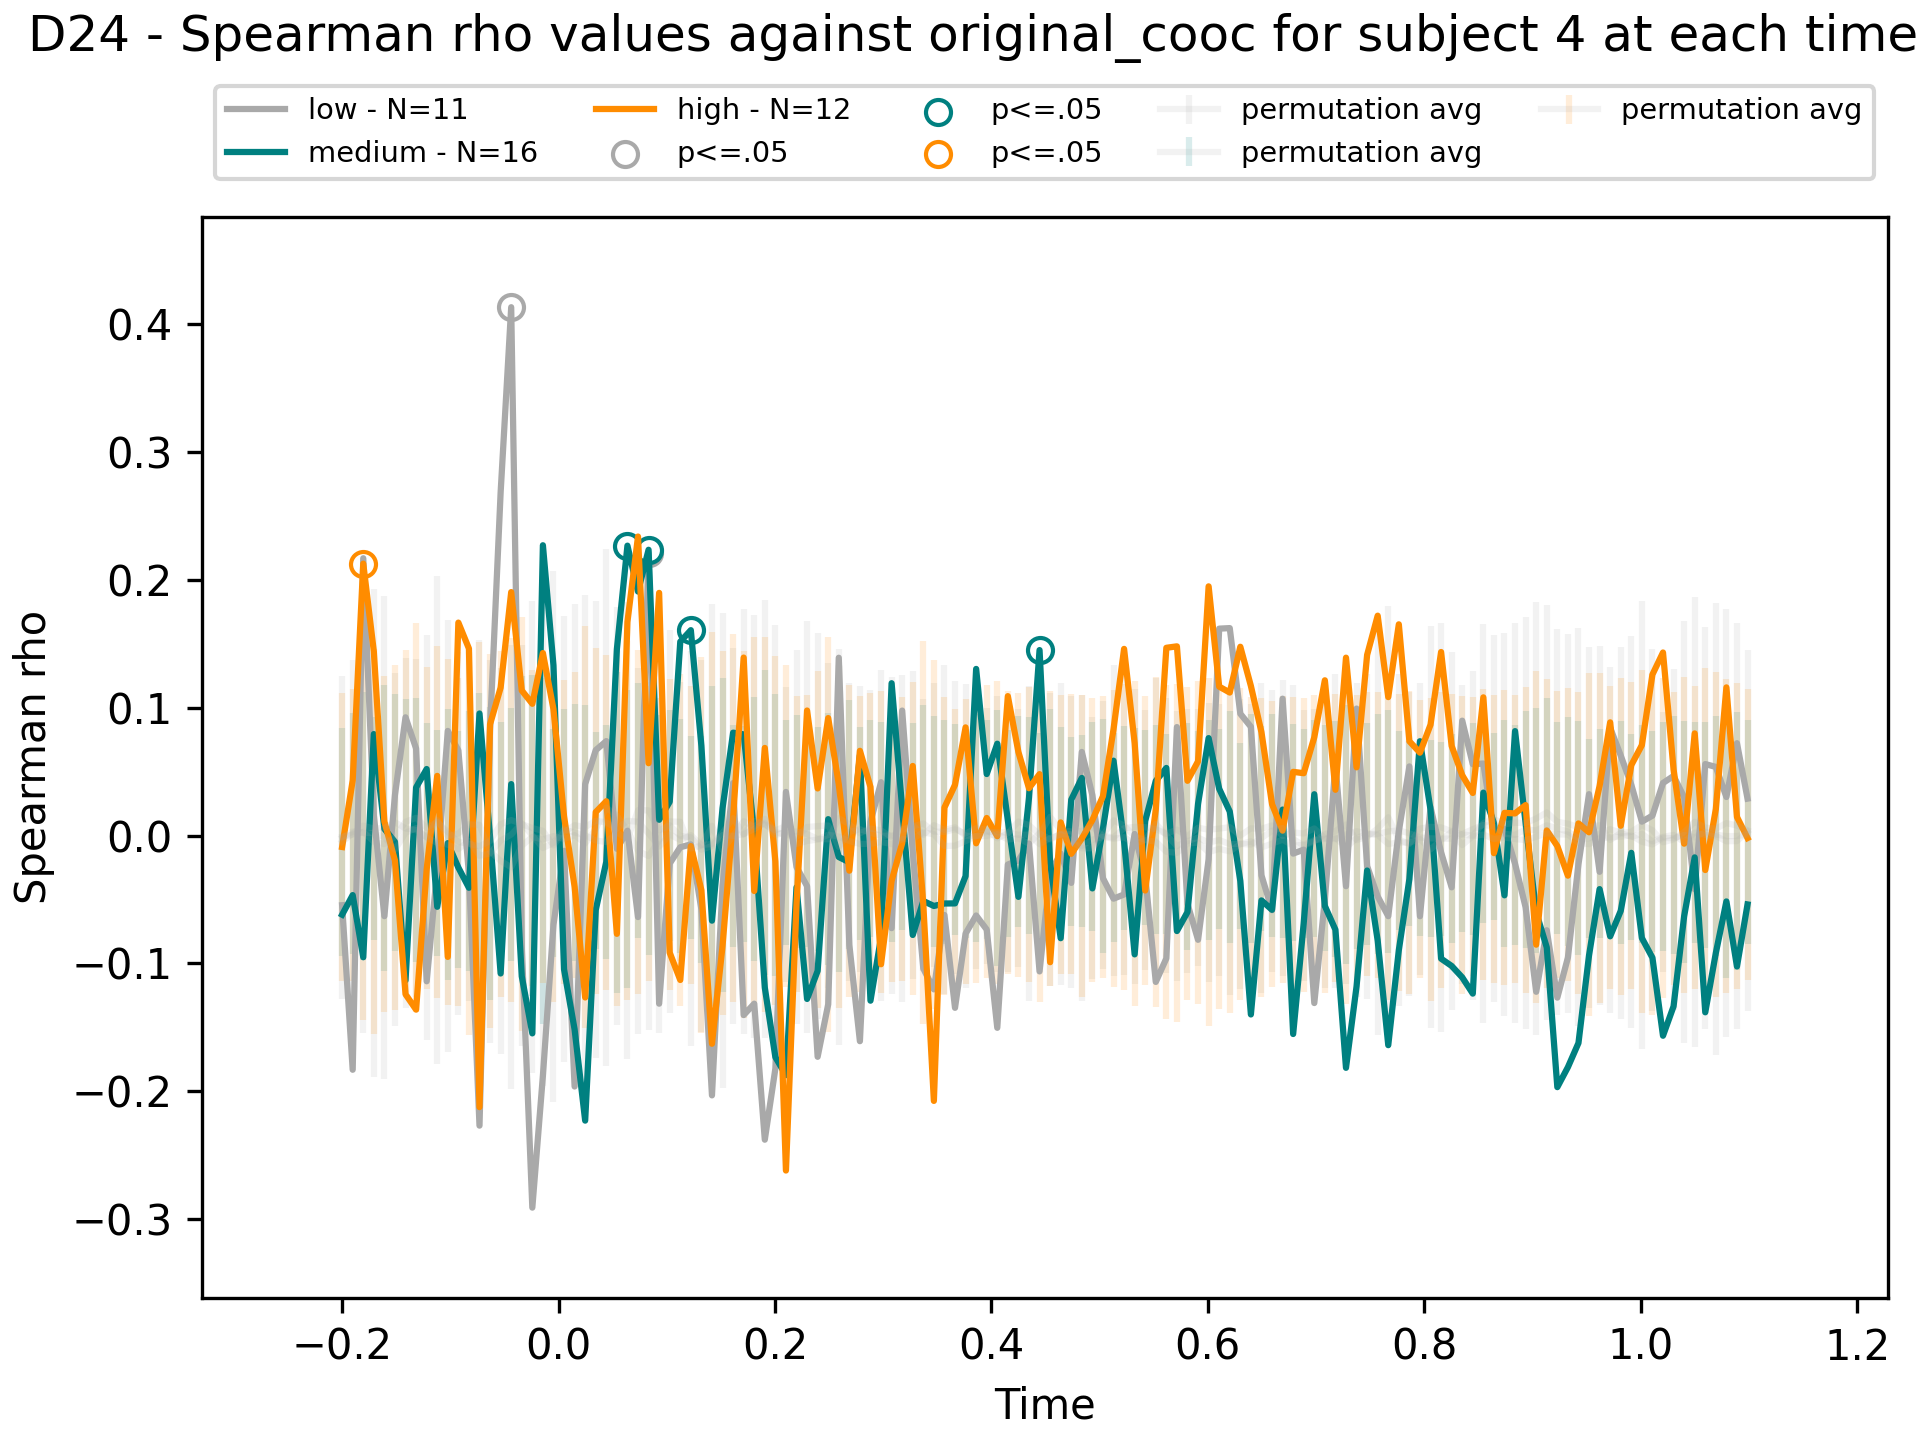 D24 - Spearman rho values against original_cooc for subject 4 at each time
low - N=11
medium - N=16
high - N=12
p<=.05
p<=.05
p<=.05
permutation avg
permutation avg
permutation avg
Spearman rho
0.4
0.3
0.2
0.1
0.0
−0.1
−0.2
−0.3
−0.2 0.0 0.2 0.4 0.6 0.8 1.0 1.2
Time